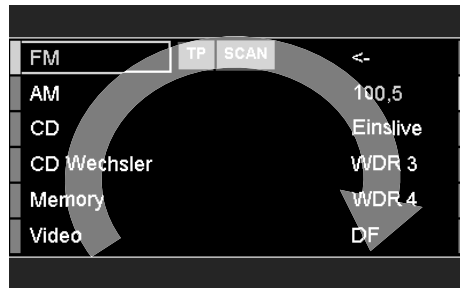 FM TP SCAN <-
AM 100,5
CD Einslive
CD Wechsler WDR 3
Memory WDR 4
Video DF